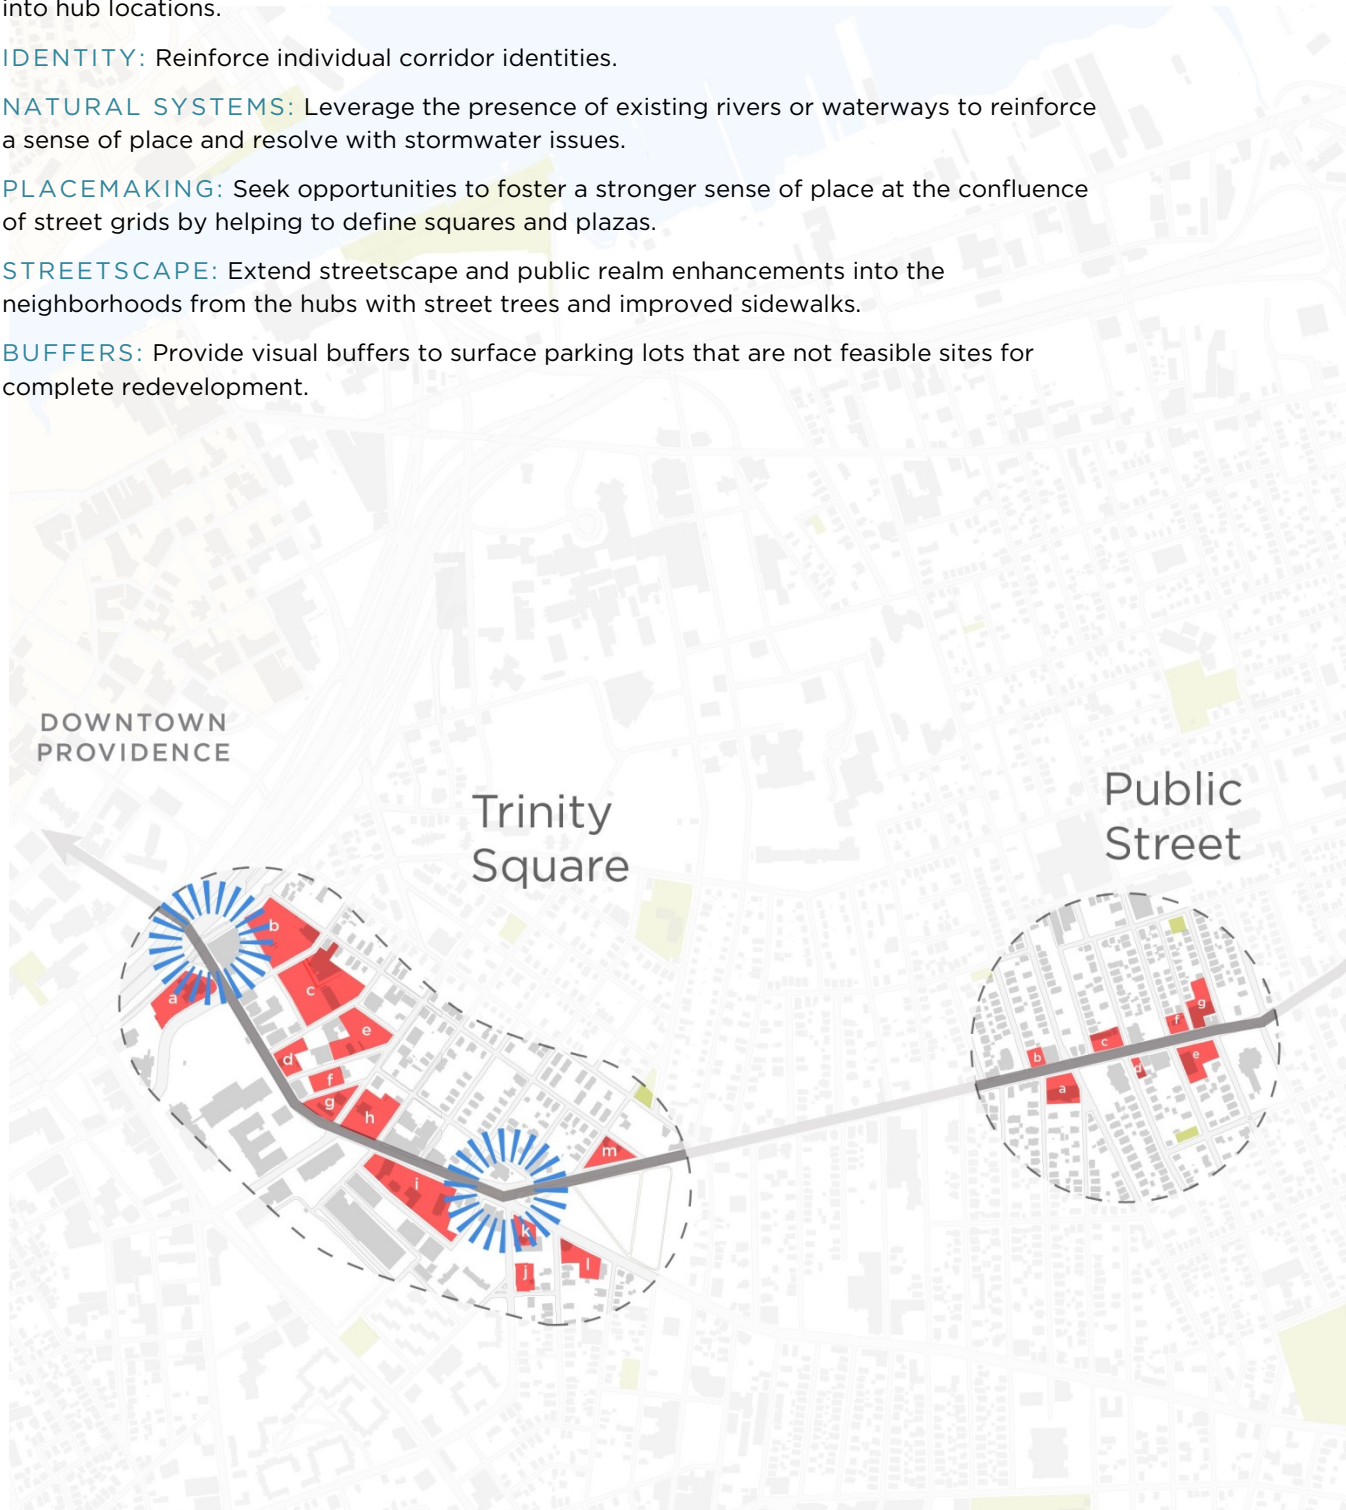 into hub locations.
IDENTITY: Reinforce individual corridor identities.
NATURAL SYSTEMS: Leverage the presence of existing rivers or waterways to reinforce
a sense of place and resolve with stormwater issues.
PLACEMAKING: Seek opportunities to foster a stronger sense of place at the confluence
of street grids by helping to define squares and plazas.
STREETSCAPE: Extend streetscape and public realm enhancements into the
neighborhoods from the hubs with street trees and improved sidewalks.
BUFFERS: Provide visual buffers to surface parking lots that are not feasible sites for
complete redevelopment.
DOWNTOWN
PROVIDENCE
Trinity
Square
Public
Street
b
a
c
e
d
f
g
h
i
m
k
j
l
g
f
c
e
b
d
a